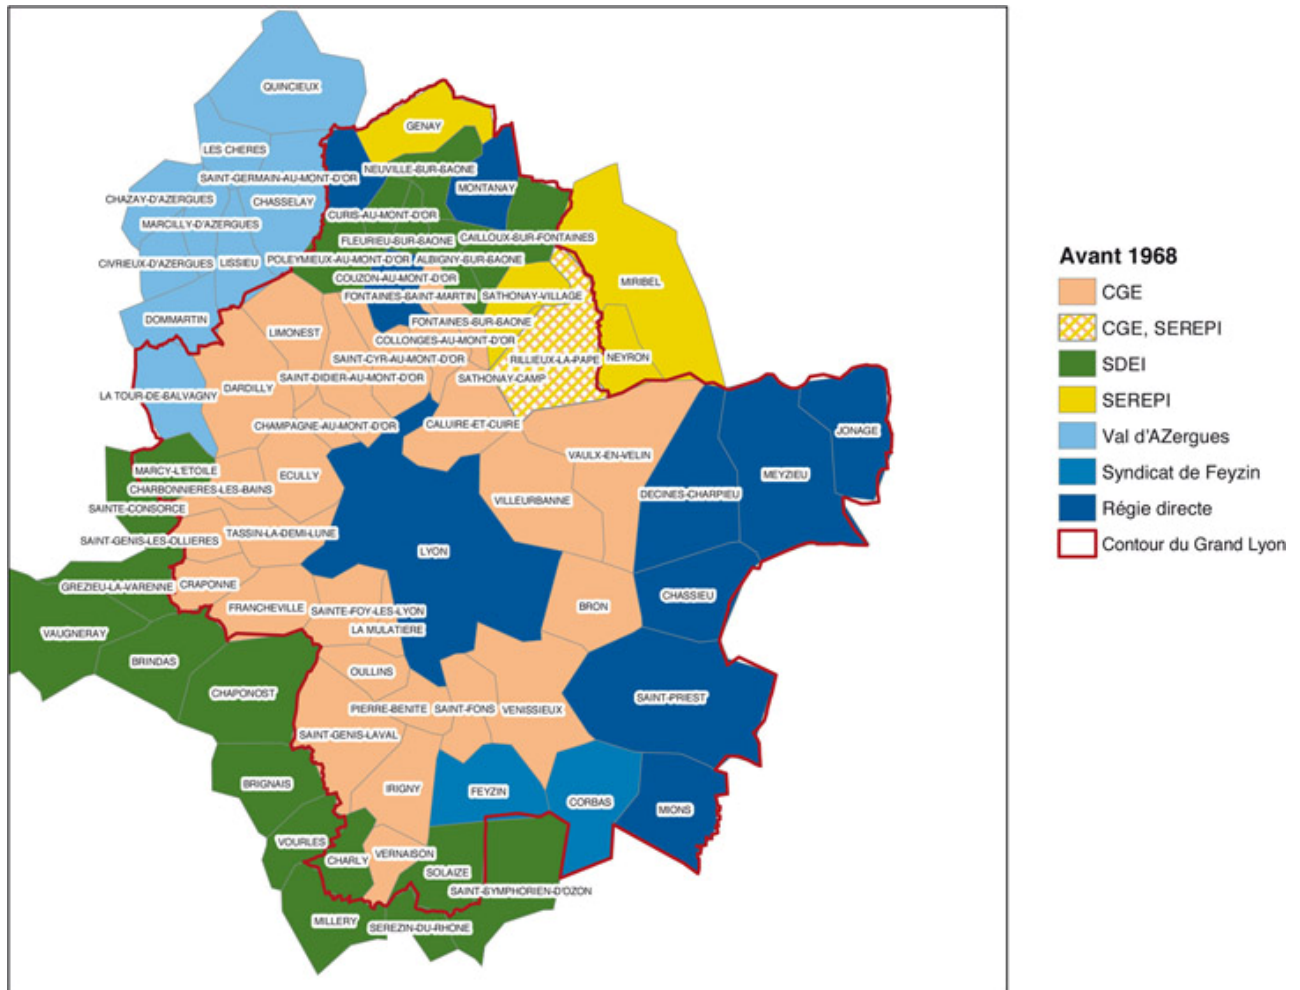 QUINCIEUX
GENAY
LES CHERES
NEUVILLE-SUR-SAONE
SAINT-GERMAIN-AU-MONT-D'OR
MONTANAY
CHAZAY-D'AZERGUES
CHASSELAY
CURIS-AU-MONT-D'OR
MARCILLY-D'AZERGUES
FLEURIEU-SUR-SAONE
CAILLOUX-SUR-FONTAINES
CIVRIEUX-D'AZERGUES
LISSIEU
POLEYMIEUX-AU-MONT-D'OR
ALBIGNY-SUR-SAONE
COUZON-AU-MONT-D'OR
MIRIBEL
FONTAINES-SAINT-MARTIN
SATHONAY-VILLAGE
DOMMARTIN
LIMONEST
FONTAINES-SUR-SAONE
COLLONGES-AU-MONT-D'OR
SAINT-CYR-AU-MONT-D'OR
RILLIEUX-LA-PAPE
NEYRON
SAINT-DIDIER-AU-MONT-D'OR
SATHONAY-CAMP
DARDILLY
LA TOUR-DE-SALVAGNY
CHAMPAGNE-AU-MONT-D'OR
CALUIRE-ET-CUIRE
JONAGE
VAULX-EN-VELIN
MARCY-L'ETOILE
ECULLY
MEYZIEU
CHARBONNIERES-LES-BAINS
VILLEURBANNE
DECINES-CHARPIEU
SAINTE-CONSORCE
TASSIN-LA-DEMI-LUNE
SAINT-GENIS-LES-OLLIERES
LYON
GREZIEU-LA-VARENNE
CRAPONNE
CHASSIEU
FRANCHEVILLE
SAINTE-FOY-LES-LYON
BRON
VAUGNERAY
LA MULATIERE
BRINDAS
OULLINS
CHAPONOST
SAINT-PRIEST
PIERRE-BENITE
SAINT-FONS
VENISSIEUX
SAINT-GENIS-LAVAL
BRIGNAIS
IRIGNY
FEYZIN
CORBAS
MIONS
VOURLES
CHARLY
VERNAISON
SOLAIZE
SAINT-SYMPHORIEN-D'OZON
MILLERY
SEREZIN-DU-RHONE
Avant 1968
CGE
CGE, SEREPI
SDEI
SEREPI
Val d'AZergues
Syndicat de Feyzin
Régie directe
Contour du Grand Lyon